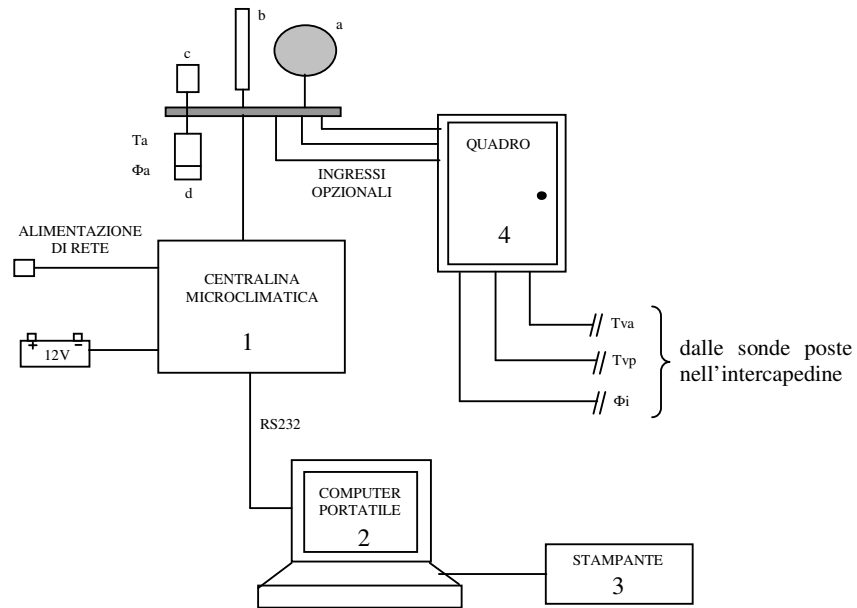 b
a
c
Ta
Φa
d
INGRESSI
OPZIONALI
QUADRO
4
ALIMENTAZIONE
DI RETE
CENTRALINA
MICROCLIMATICA
1
+ −
12V
Tva
Tvp
Φi
dalle sonde poste
nell'intercapedine
RS232
COMPUTER
PORTATILE
2
STAMPANTE
3